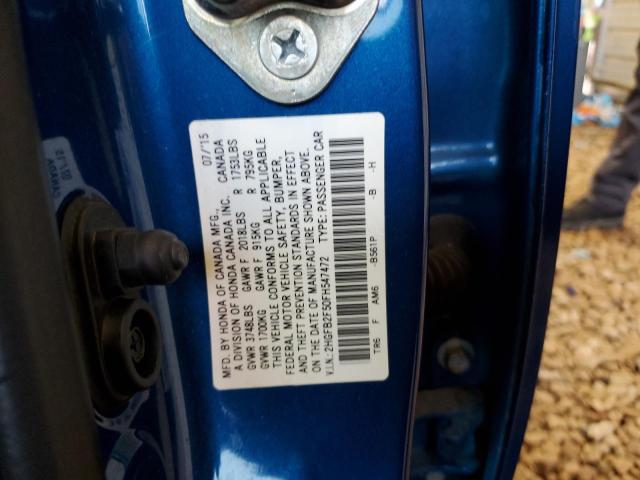 MFD. BY HONDA OF CANADA MFG. 07/'15
A DIVISION OF HONDA CANADA INC. CANADA
GVWR 3748LBS GAWR F 2018LBS R 1753LBS
GVWR 1700KG GAWR F 915KG R 795KG
THIS VEHICLE CONFORMS TO ALL APPLICABLE
FEDERAL MOTOR VEHICLE SAFETY, BUMPER,
AND THEFT PREVENTION STANDARDS IN EFFECT
ON THE DATE OF MANUFACTURE SHOWN ABOVE.
V.I.N.: 2HGFB2F50FH547472 TYPE: PASSENGER CAR
TR6 F AM6 -B561P -B -H